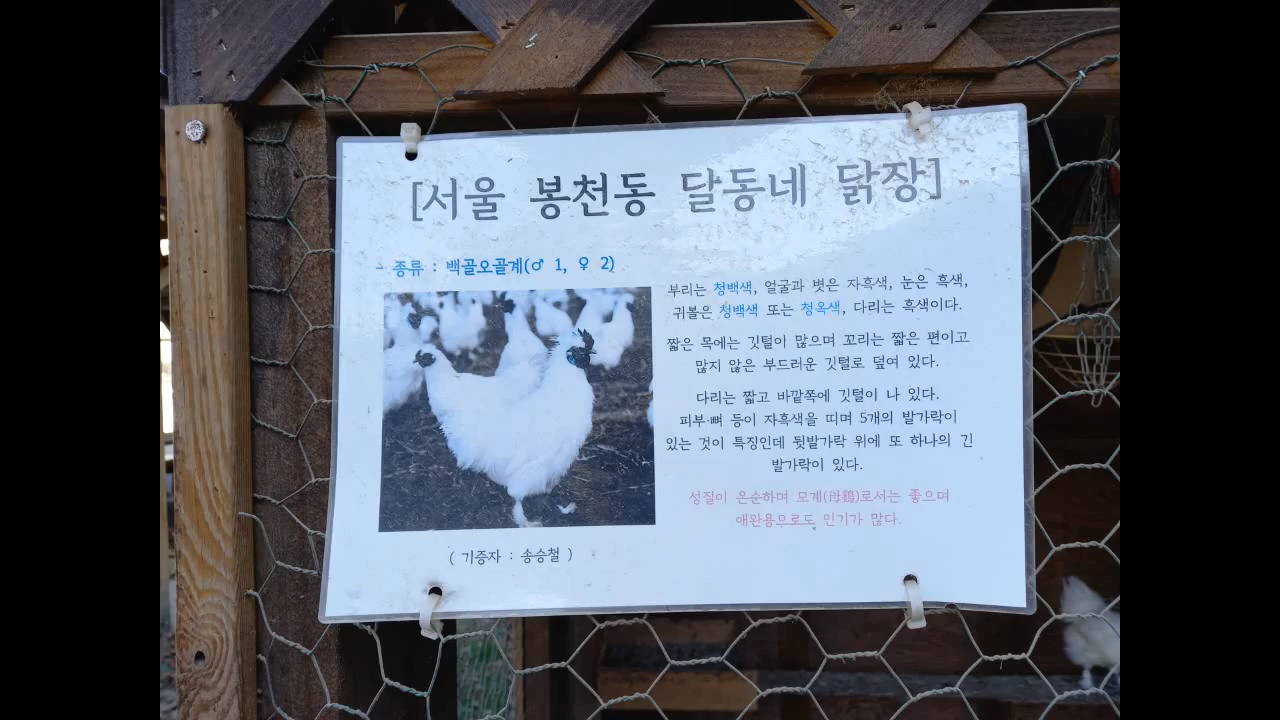 [서울 봉천동 달동네 닭장]
- 종류 : 백골오골계(♂ 1, ♀ 2)
부리는 청백색, 얼굴과 볏은 자흑색, 눈은 흑색,
귀볼은 청백색 또는 청옥색, 다리는 흑색이다.
짧은 목에는 깃털이 많으며 꼬리는 짧은 편이고
많지 않은 부드러운 깃털로 덮여 있다.
다리는 짧고 바깥쪽에 깃털이 나 있다.
피부·뼈 등이 자흑색을 띠며 5개의 발가락이
있는 것이 특징인데 뒷발가락 위에 또 하나의 긴
발가락이 있다.
성질이 온순하며 모계(母鷄)로서는 좋으며
애완용으로도 인기가 많다.
( 기증자 : 송승철 )